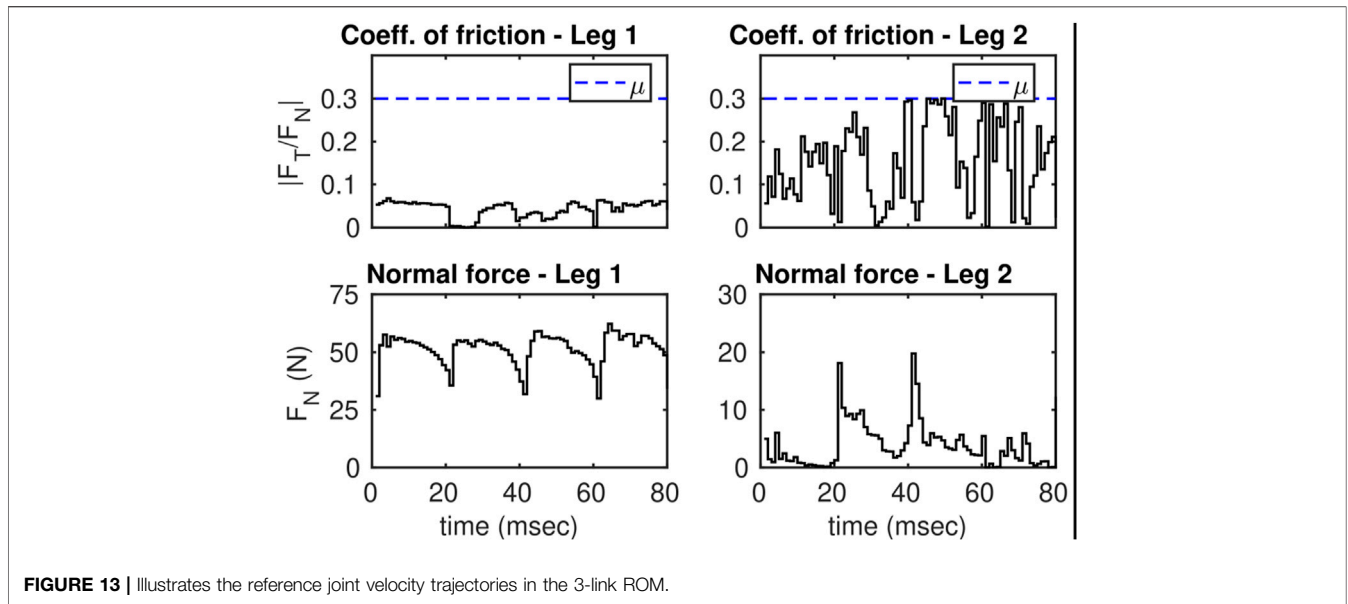 Coeff. of friction - Leg 1
Coeff. of friction - Leg 2
|F_T/F_N|
0.3
0.2
0.1
0
μ
0.3
0.2
0.1
0
μ
Normal force - Leg 1
Normal force - Leg 2
F_N (N)
75
50
25
0
30
20
10
0
0 20 40 60 80
0 20 40 60 80
time (msec)
time (msec)
FIGURE 13 | Illustrates the reference joint velocity trajectories in the 3-link ROM.